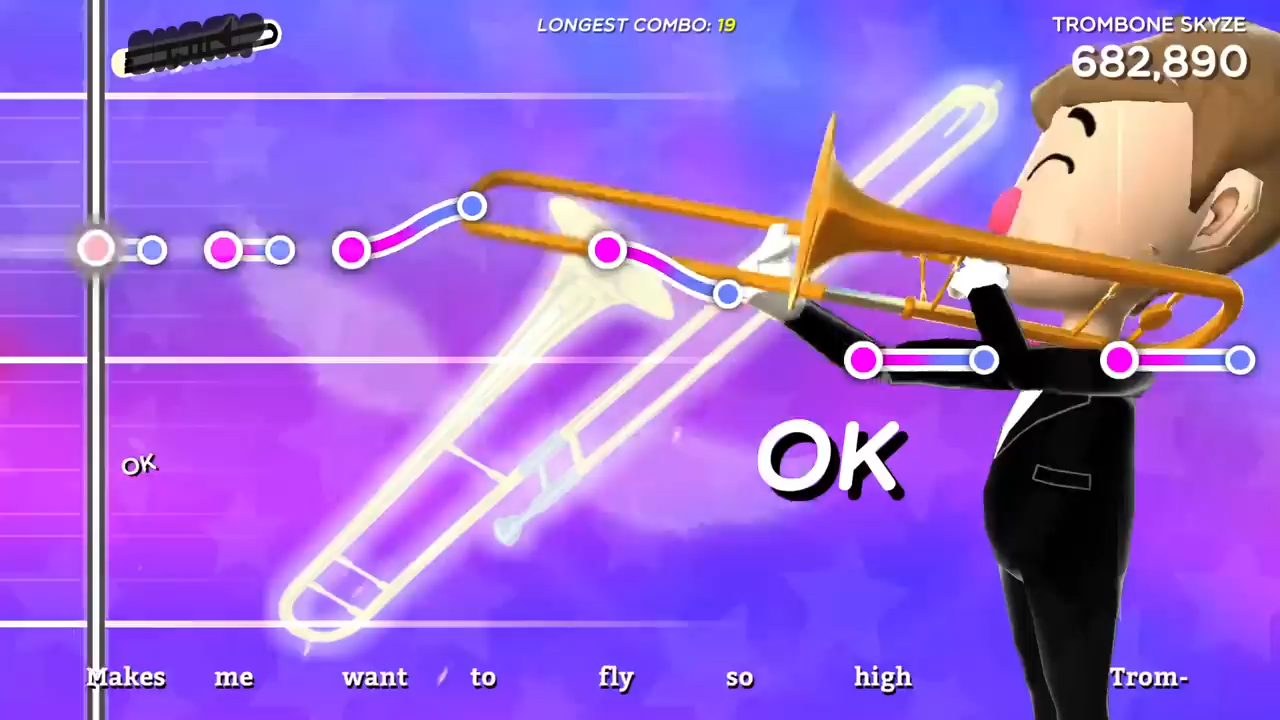 LONGEST COMBO: 19
TROMBONE SKYZE
682,890
OK
OK
Makes me want to fly so high Trom-